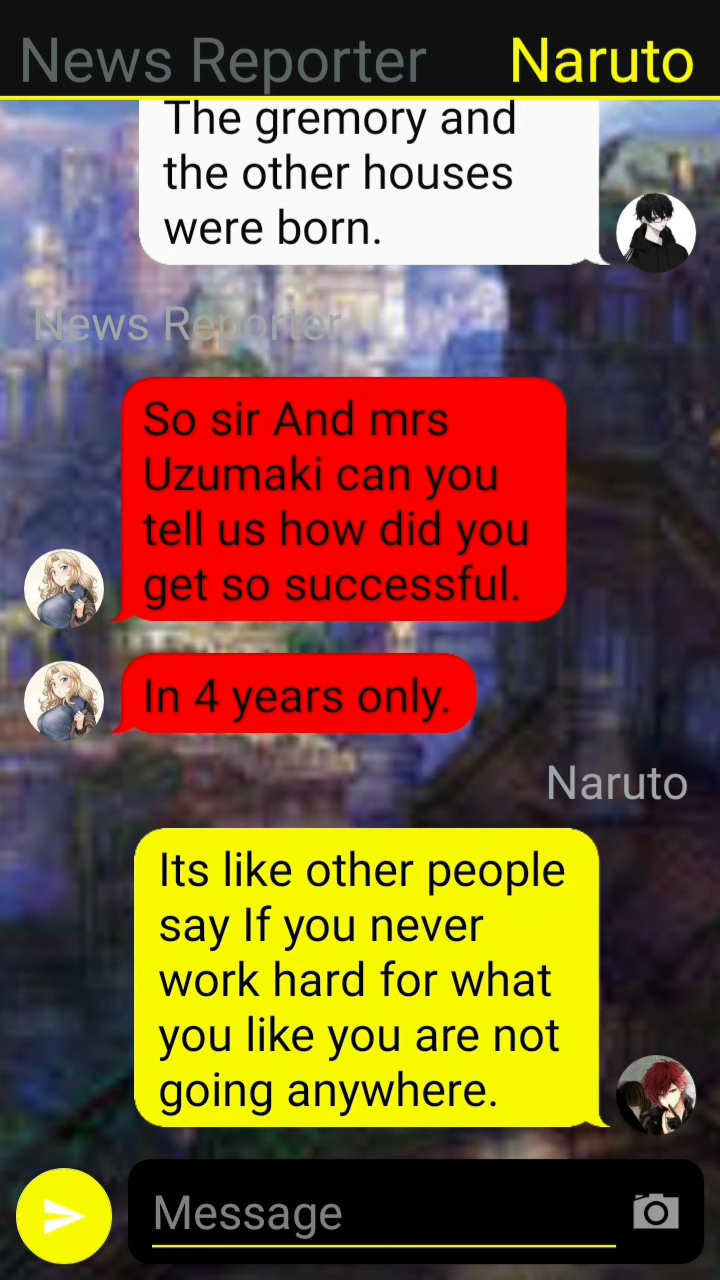 News Reporter Naruto
The gremory and
the other houses
were born.
News Reporter
So sir And mrs
Uzumaki can you
tell us how did you
get so successful.
In 4 years only.
Naruto
Its like other people
say If you never
work hard for what
you like you are not
going anywhere.
Message